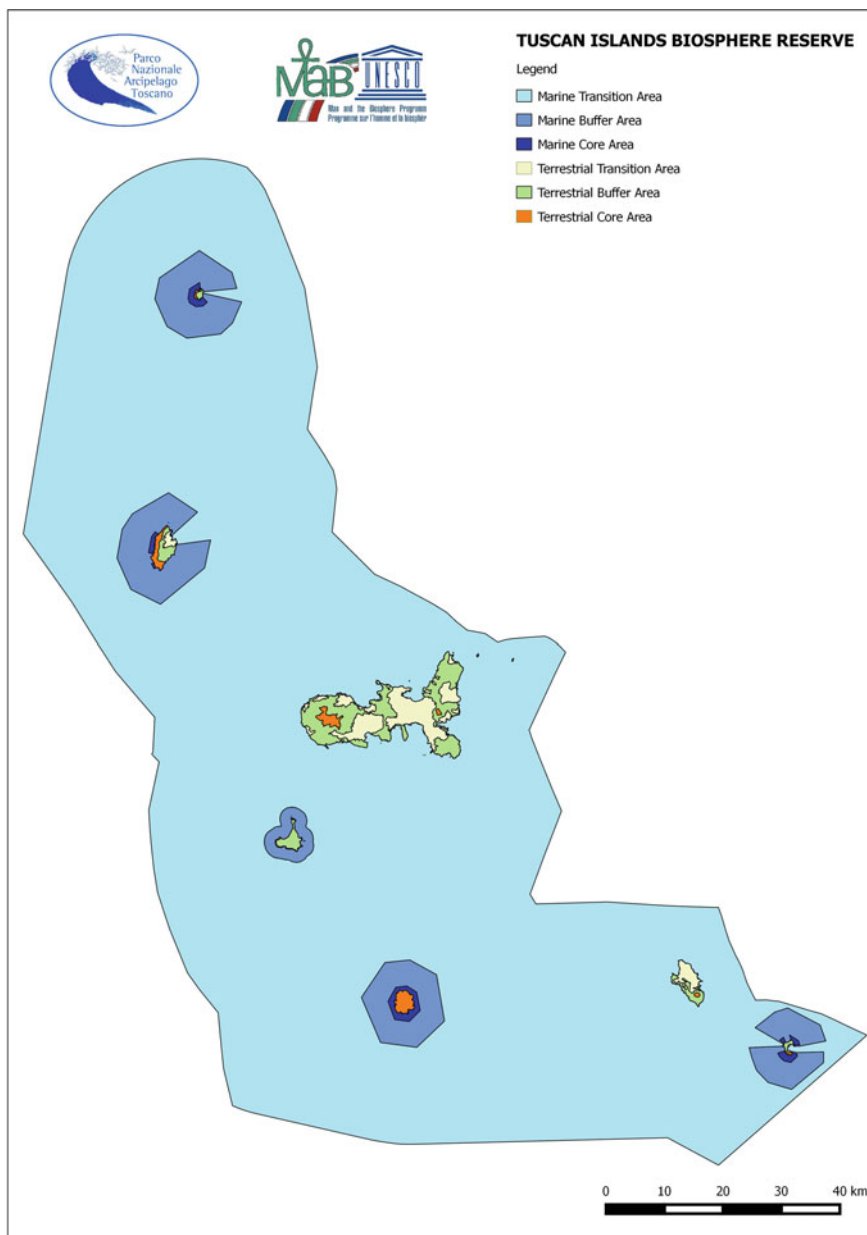 Parco
Nazionale
Arcipelago
Toscano
MaB
UNESCO
Man and the Biosphere Programme
Programme sur l'homme et la biosphère
TUSCAN ISLANDS BIOSPHERE RESERVE
Legend
Marine Transition Area
Marine Buffer Area
Marine Core Area
Terrestrial Transition Area
Terrestrial Buffer Area
Terrestrial Core Area
0 10 20 30 40 km